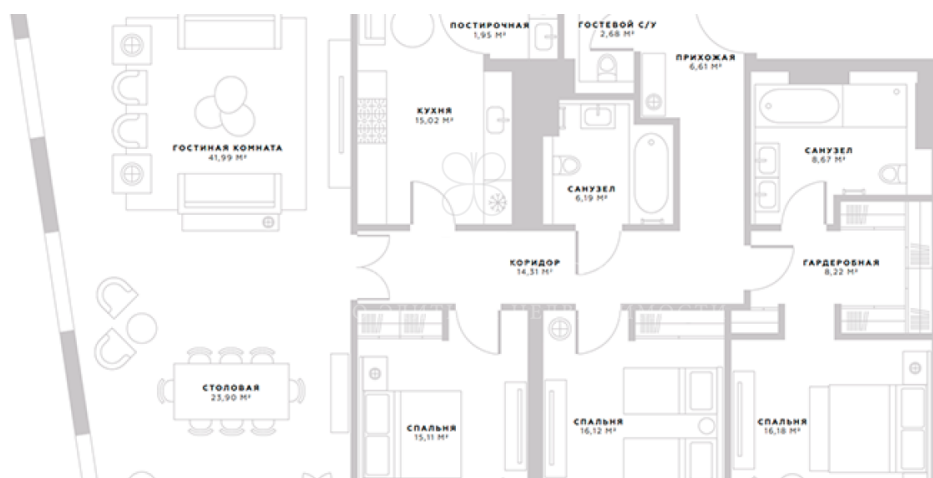 ПОСТИРОЧНАЯ
1,95 М²
ГОСТЕВОЙ С/У
2,68 М²
ПРИХОЖАЯ
6,61 М²
КУХНЯ
15,02 М²
ГОСТИНАЯ КОМНАТА
41,99 М²
САНУЗЕЛ
8,67 М²
САНУЗЕЛ
6,19 М²
КОРИДОР
14,31 М²
ГАРДЕРОБНАЯ
8,22 М²
СТОЛОВАЯ
23,90 М²
СПАЛЬНЯ
15,11 М²
СПАЛЬНЯ
16,12 М²
СПАЛЬНЯ
16,18 М²